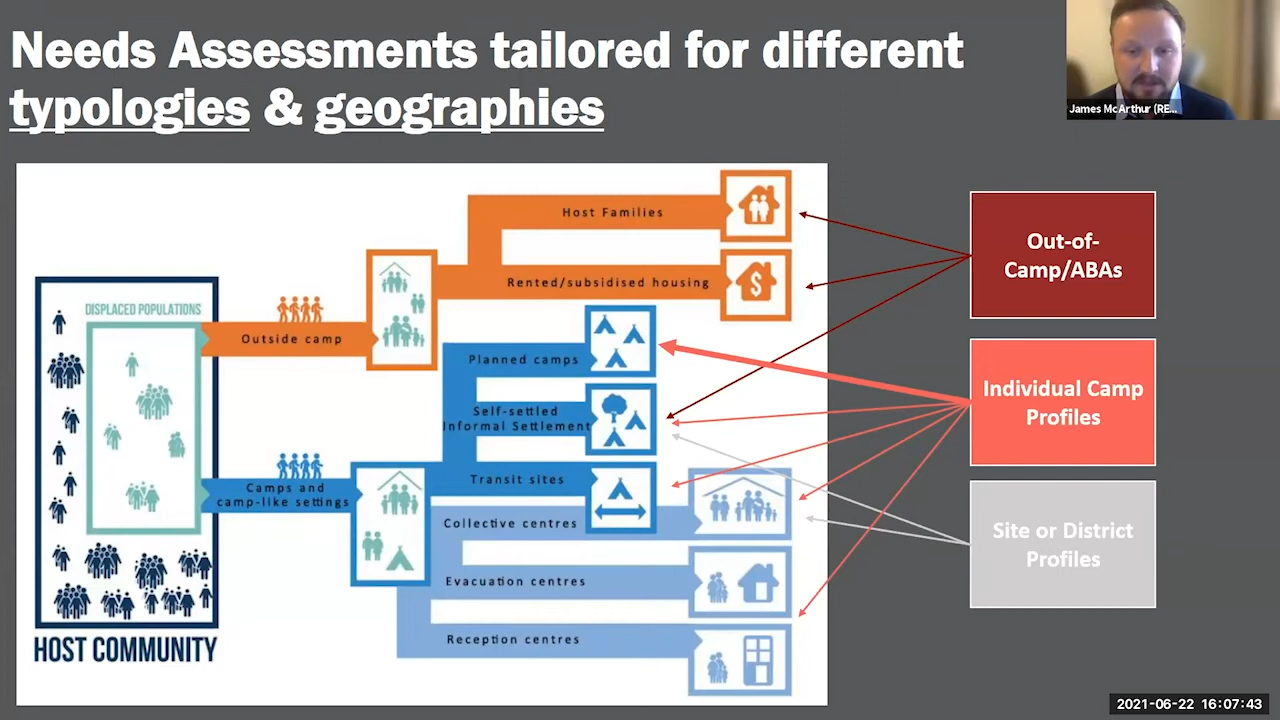 Needs Assessments tailored for different
typologies & geographies
James McArthur (RE...
Host Families
Rented/subsidised housing
$
DISPLACED POPULATIONS
Outside camp
Planned camps
Self-settled
Informal Settlement
Transit sites
Camps and
camp-like settings
Collective centres
Evacuation centres
Reception centres
HOST COMMUNITY
Out-of-
Camp/ABAs
Individual Camp
Profiles
Site or District
Profiles
2021-06-22 16:07:43